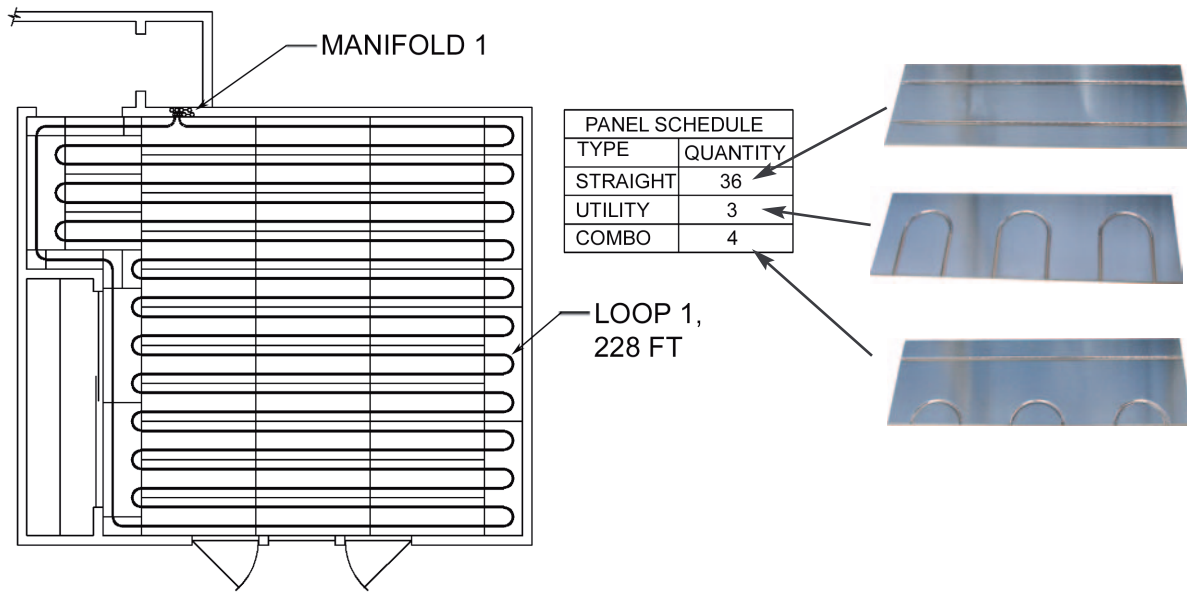 MANIFOLD 1
PANEL SCHEDULE
TYPE QUANTITY
STRAIGHT 36
UTILITY 3
COMBO 4
LOOP 1,
228 FT